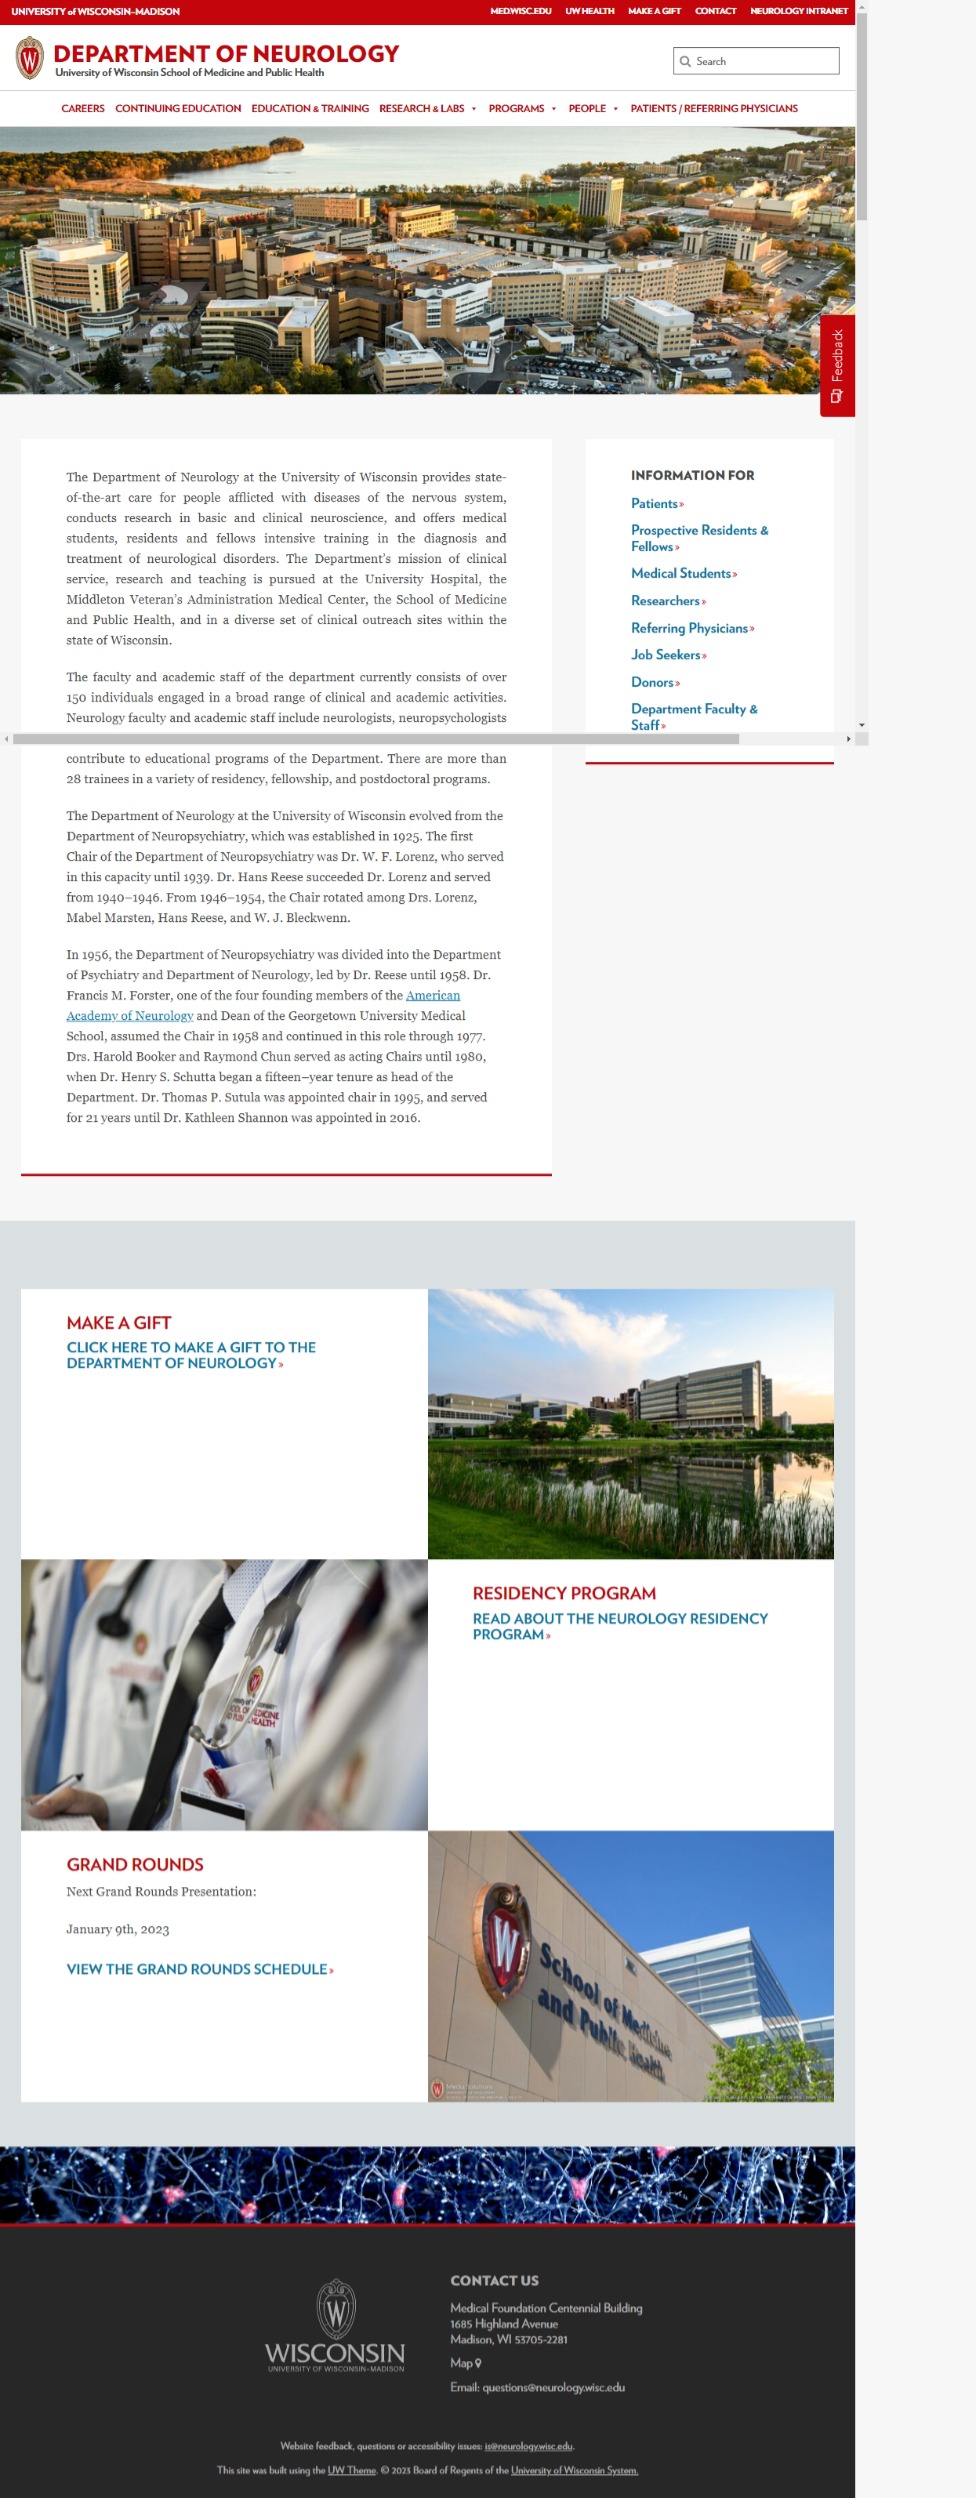 UNIVERSITY of WISCONSIN–MADISON
MED.WISC.EDU UW HEALTH MAKE A GIFT CONTACT NEUROLOGY INTRANET
DEPARTMENT OF NEUROLOGY
University of Wisconsin School of Medicine and Public Health
Search
CAREERS CONTINUING EDUCATION EDUCATION & TRAINING RESEARCH & LABS PROGRAMS PEOPLE PATIENTS / REFERRING PHYSICIANS
Feedback
The Department of Neurology at the University of Wisconsin provides state-
of-the-art care for people afflicted with diseases of the nervous system,
conducts research in basic and clinical neuroscience, and offers medical
students, residents and fellows intensive training in the diagnosis and
treatment of neurological disorders. The Department's mission of clinical
service, research and teaching is pursued at the University Hospital, the
Middleton Veteran's Administration Medical Center, the School of Medicine
and Public Health, and in a diverse set of clinical outreach sites within the
state of Wisconsin.
The faculty and academic staff of the department currently consists of over
150 individuals engaged in a broad range of clinical and academic activities.
Neurology faculty and academic staff include neurologists, neuropsychologists
contribute to educational programs of the Department. There are more than
28 trainees in a variety of residency, fellowship, and postdoctoral programs.
The Department of Neurology at the University of Wisconsin evolved from the
Department of Neuropsychiatry, which was established in 1925. The first
Chair of the Department of Neuropsychiatry was Dr. W. F. Lorenz, who served
in this capacity until 1939. Dr. Hans Reese succeeded Dr. Lorenz and served
from 1940–1946. From 1946–1954, the Chair rotated among Drs. Lorenz,
Mabel Marsten, Hans Reese, and W. J. Bleckwenn.
In 1956, the Department of Neuropsychiatry was divided into the Department
of Psychiatry and Department of Neurology, led by Dr. Reese until 1958. Dr.
Francis M. Forster, one of the four founding members of the American
Academy of Neurology and Dean of the Georgetown University Medical
School, assumed the Chair in 1958 and continued in this role through 1977.
Drs. Harold Booker and Raymond Chun served as acting Chairs until 1980,
when Dr. Henry S. Schutta began a fifteen–year tenure as head of the
Department. Dr. Thomas P. Sutula was appointed chair in 1995, and served
for 21 years until Dr. Kathleen Shannon was appointed in 2016.
INFORMATION FOR
Patients»
Prospective Residents &
Fellows»
Medical Students»
Researchers»
Referring Physicians»
Job Seekers»
Donors»
Department Faculty &
Staff»
MAKE A GIFT
CLICK HERE TO MAKE A GIFT TO THE
DEPARTMENT OF NEUROLOGY»
RESIDENCY PROGRAM
READ ABOUT THE NEUROLOGY RESIDENCY
PROGRAM»
GRAND ROUNDS
Next Grand Rounds Presentation:
January 9th, 2023
VIEW THE GRAND ROUNDS SCHEDULE»
W
School of Medicine
and Public Health
W
WISCONSIN
UNIVERSITY OF WISCONSIN–MADISON
CONTACT US
Medical Foundation Centennial Building
1685 Highland Avenue
Madison, WI 53705-2281
Map
Email: questions@neurology.wisc.edu
Website feedback, questions or accessibility issues: is@neurology.wisc.edu.
This site was built using the UW Theme. © 2023 Board of Regents of the University of Wisconsin System.